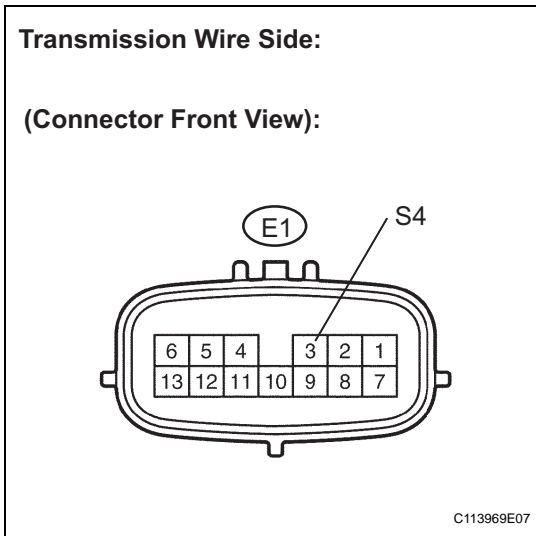 Transmission Wire Side:
(Connector Front View):
E1
S4
6 5 4 3 2 1
13 12 11 10 9 8 7
C113969E07